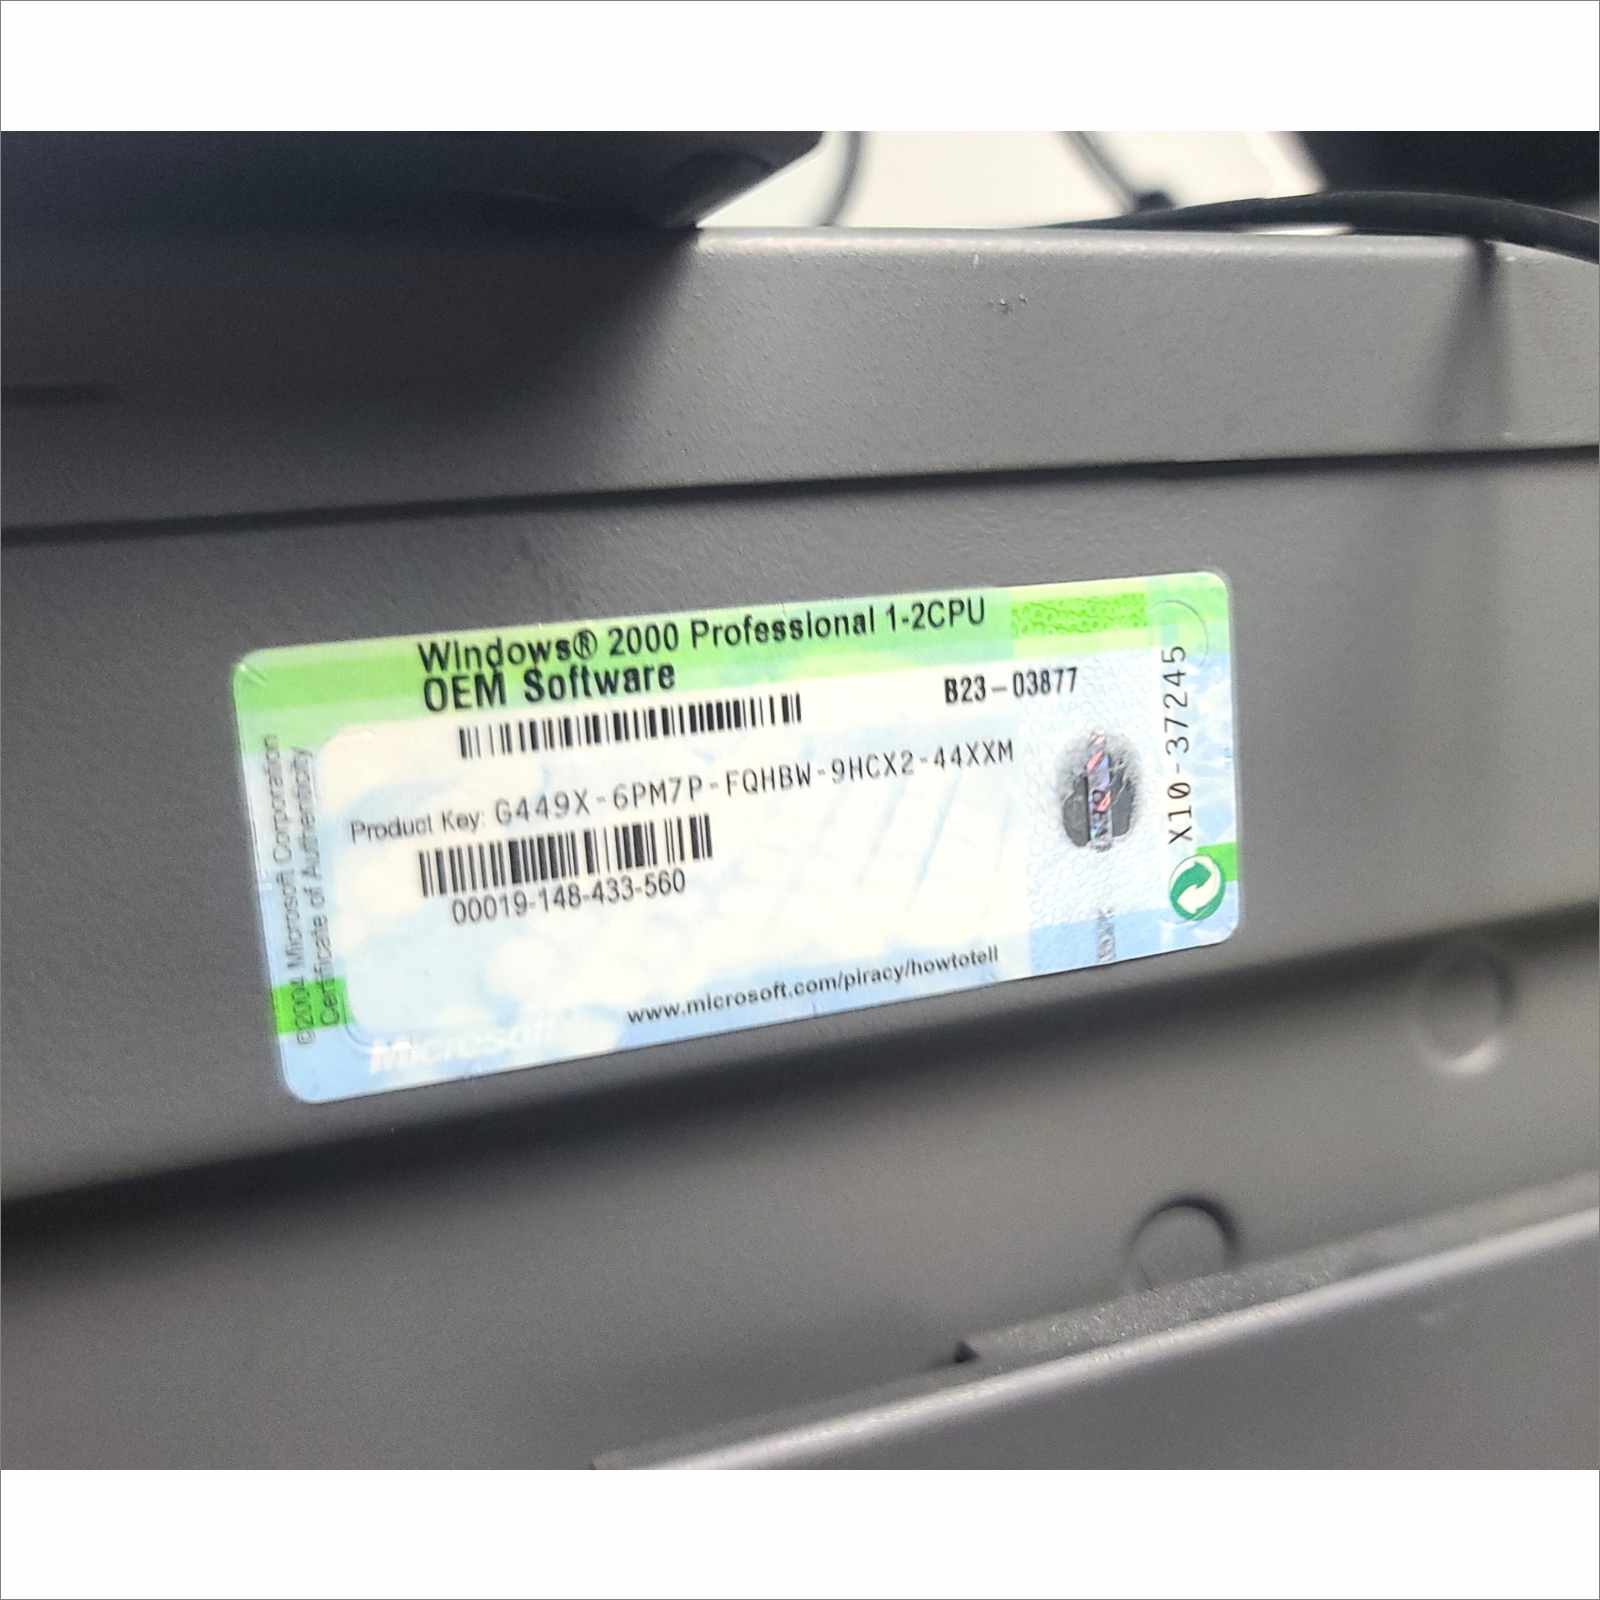 Windows® 2000 Professional 1-2CPU
OEM Software
B23-03877
Product Key: G449X-6PM7P-FQHBW-9HCX2-44XXM
00019-148-433-560
www.microsoft.com/piracy/howtotell
Microsoft
©2004 Microsoft Corporation
Certificate of Authenticity
X10-37245